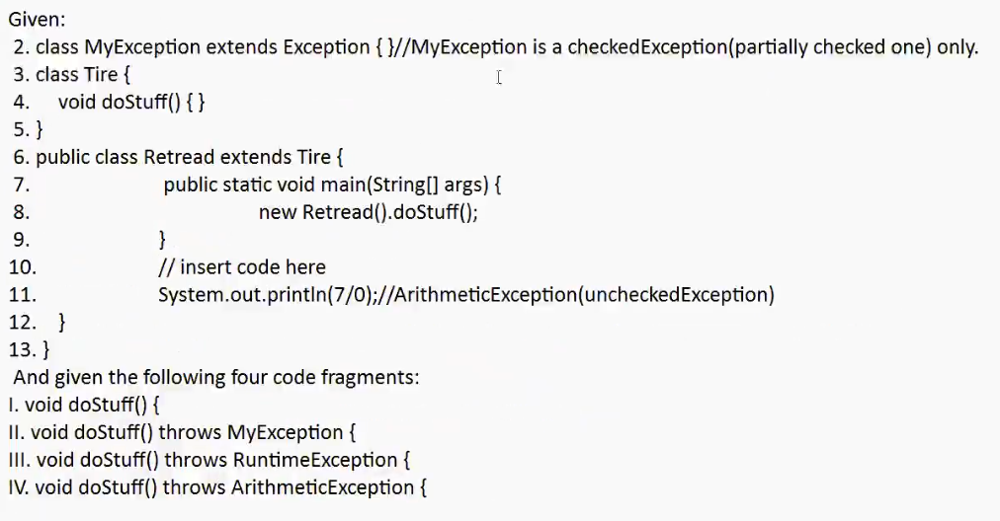 Given:
2. class MyException extends Exception { }//MyException is a checkedException(partially checked one) only.
3. class Tire {
4. void doStuff() { }
5. }
6. public class Retread extends Tire {
7. public static void main(String[] args) {
8. new Retread().doStuff();
9. }
10. // insert code here
11. System.out.println(7/0);//ArithmeticException(uncheckedException)
12. }
13. }
And given the following four code fragments:
I. void doStuff() {
II. void doStuff() throws MyException {
III. void doStuff() throws RuntimeException {
IV. void doStuff() throws ArithmeticException {